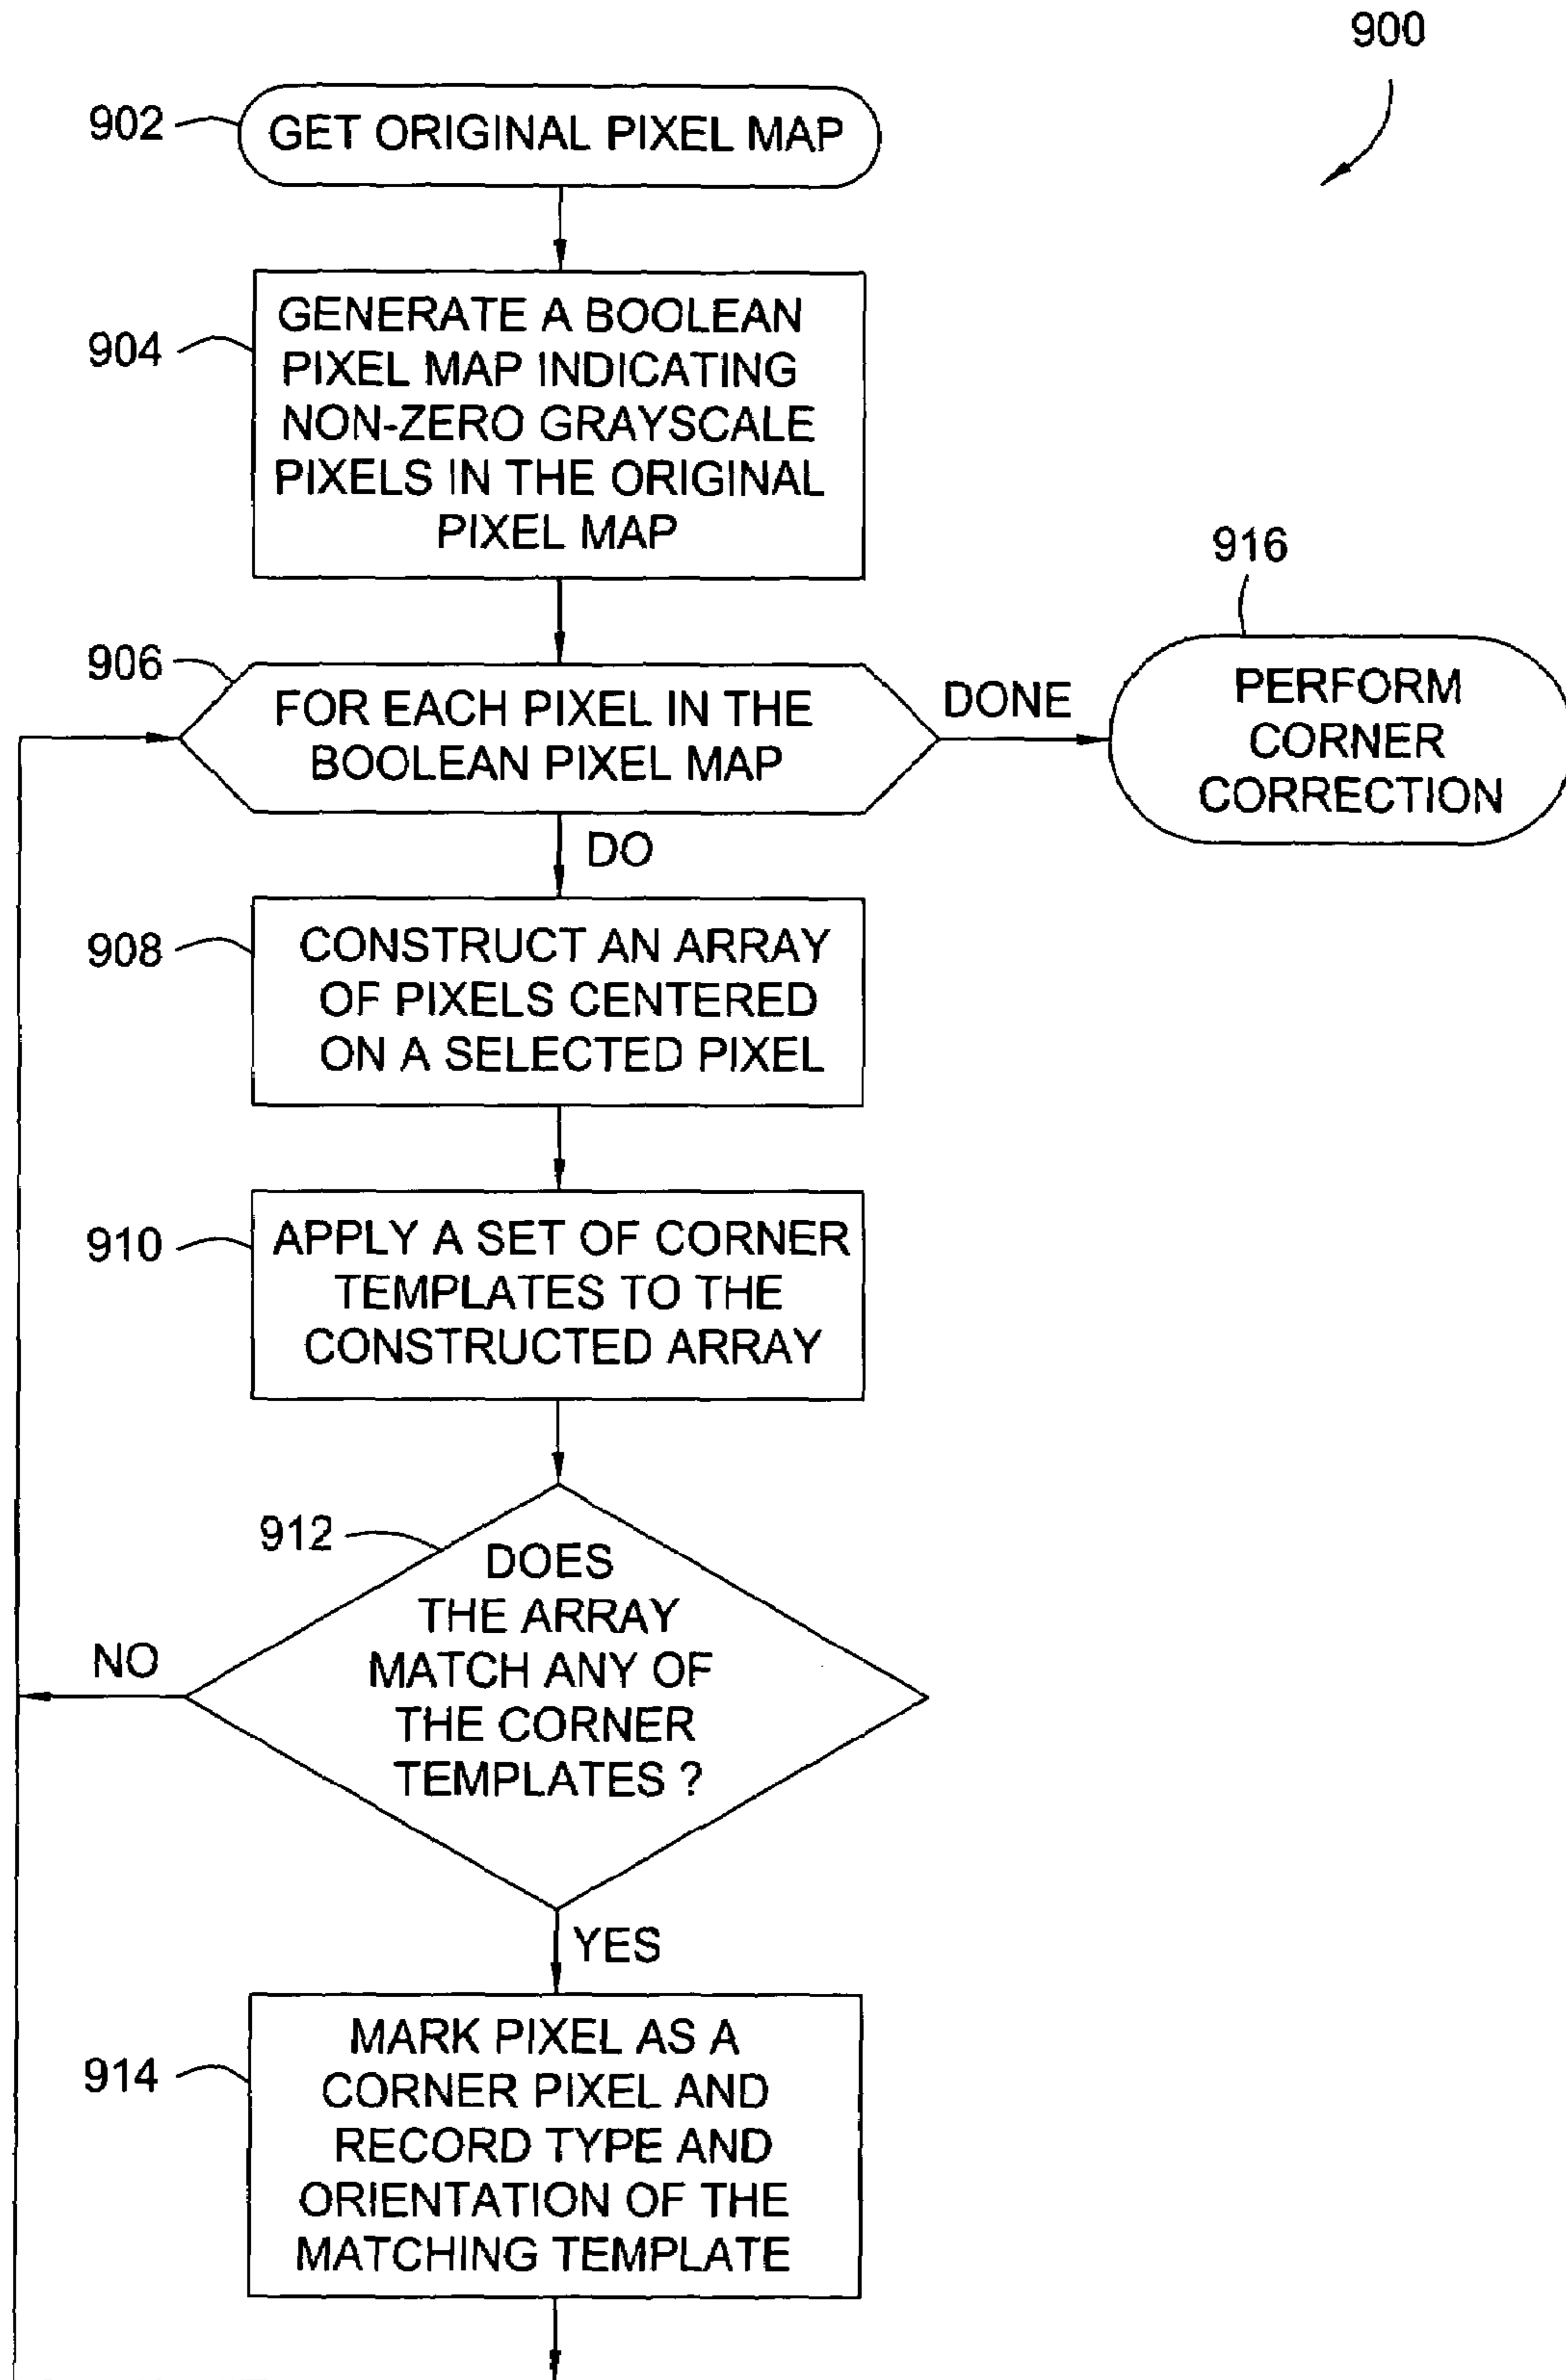 900
902
GET ORIGINAL PIXEL MAP
904
GENERATE A BOOLEAN
PIXEL MAP INDICATING
NON-ZERO GRAYSCALE
PIXELS IN THE ORIGINAL
PIXEL MAP
906
FOR EACH PIXEL IN THE
BOOLEAN PIXEL MAP
DONE
916
PERFORM
CORNER
CORRECTION
DO
908
CONSTRUCT AN ARRAY
OF PIXELS CENTERED
ON A SELECTED PIXEL
910
APPLY A SET OF CORNER
TEMPLATES TO THE
CONSTRUCTED ARRAY
912
DOES
THE ARRAY
MATCH ANY OF
THE CORNER
TEMPLATES ?
NO
YES
914
MARK PIXEL AS A
CORNER PIXEL AND
RECORD TYPE AND
ORIENTATION OF THE
MATCHING TEMPLATE